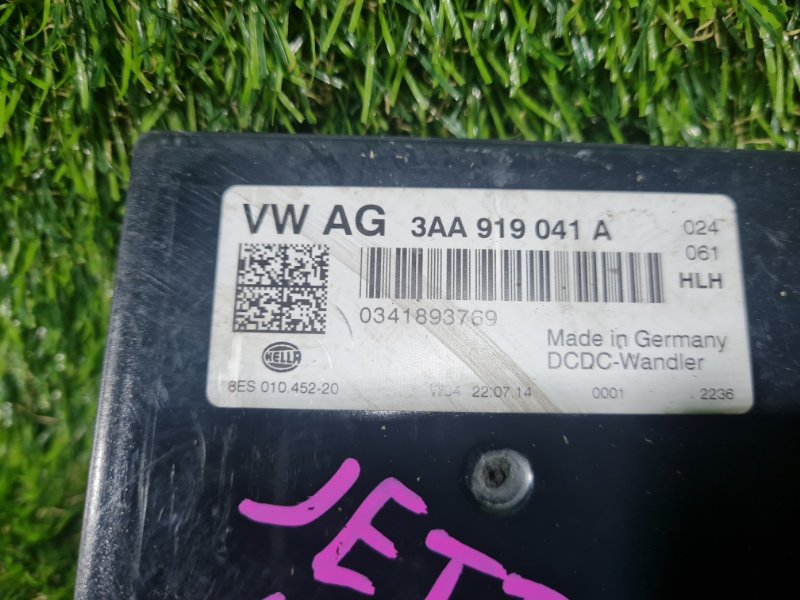 VW AG 3AA 919 041 A 024
061
HLH
0341893769
Made in Germany
DCDC-Wandler
HELLA
8ES 010.452-20 W04 22.07.14 0001 2236